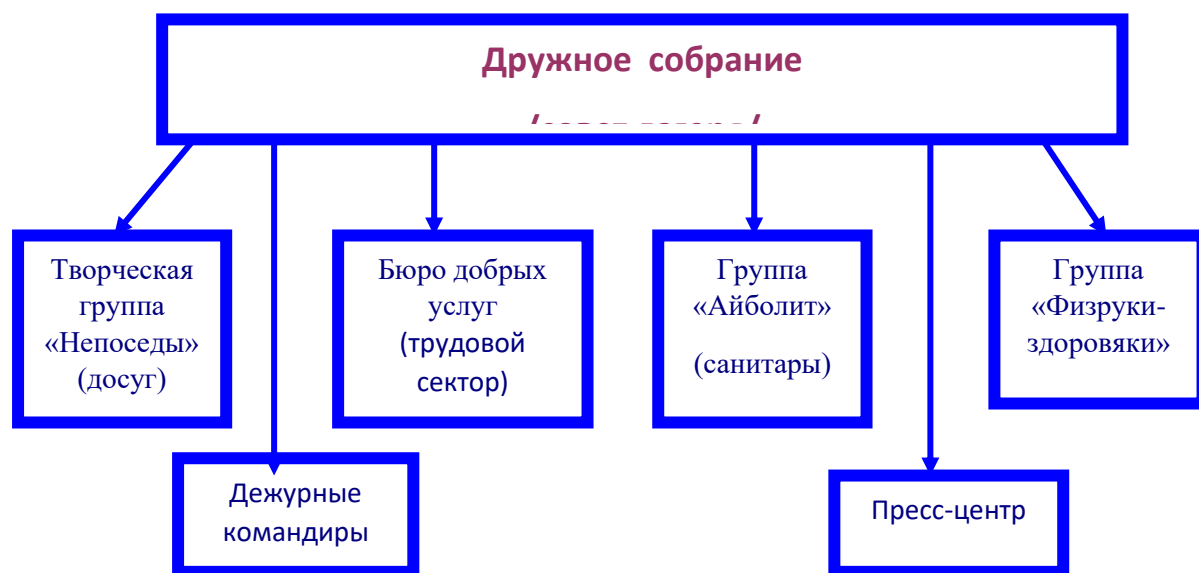 Дружное собрание
Творческая
группа
«Непоседы»
(досуг)
Бюро добрых
услуг
(трудовой
сектор)
Группа
«Айболит»
(санитары)
Группа
«Физруки-
здоровяки»
Дежурные
командиры
Пресс-центр